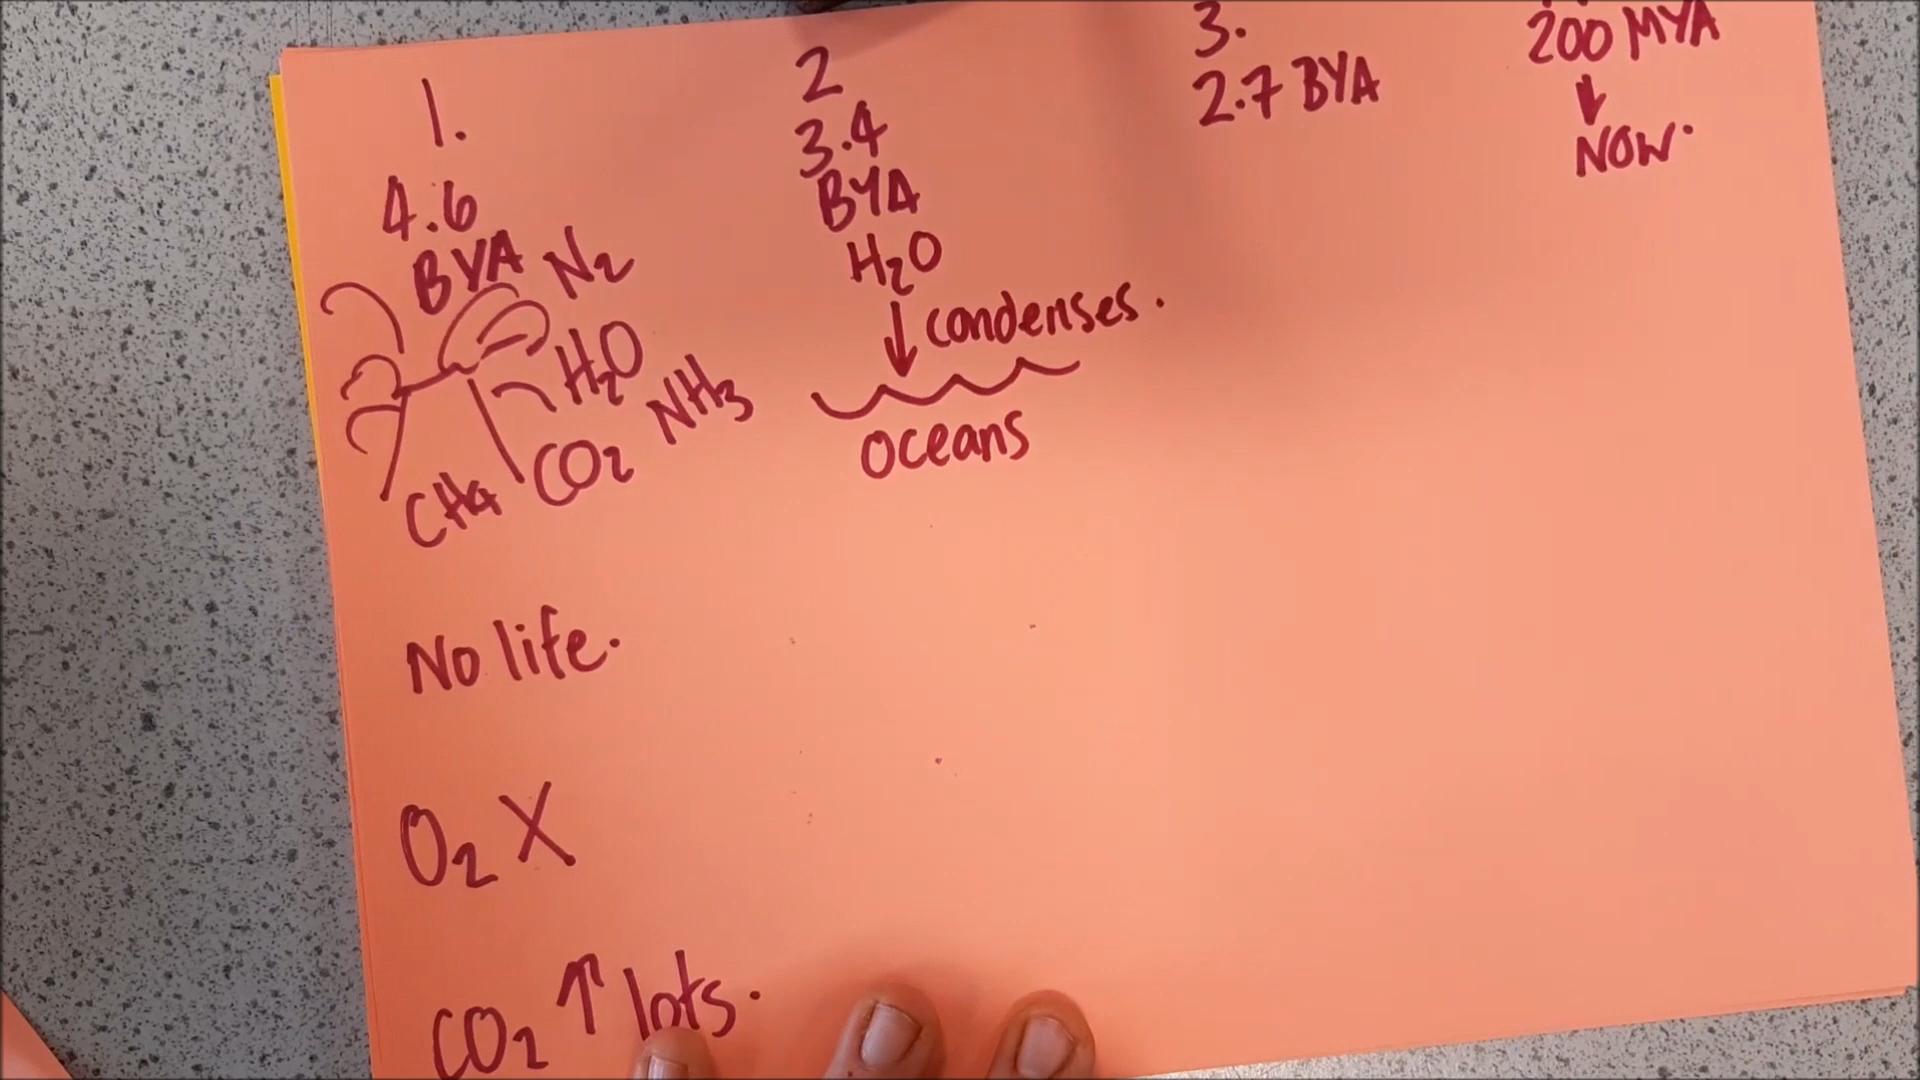 1.
4.6
BYA
N2
H2O
NH3
CO2
CH4
No life.
O2 X
CO2 ↑ lots.
2
3.4
BYA
H2O
↓ condenses.
oceans
3.
2.7 BYA
200 MYA
↓
NOW.